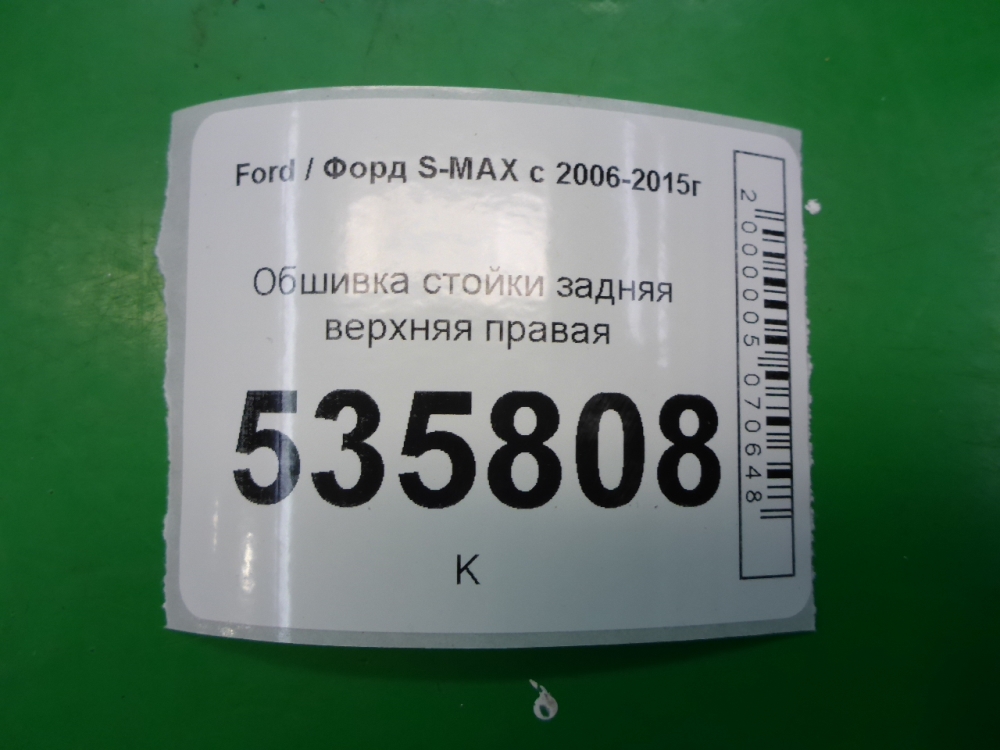 Ford / Форд S-MAX с 2006-2015г
Обшивка стойки задняя
верхняя правая
535808
К
2000005070648